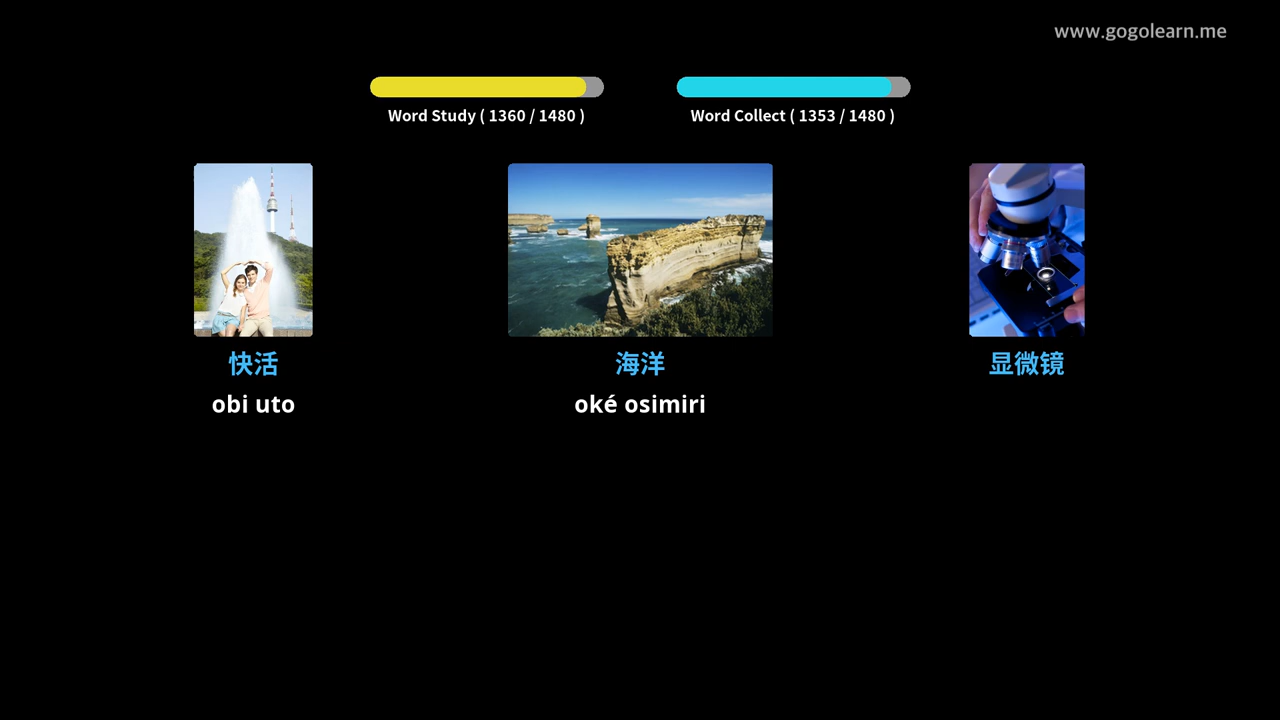 www.gogolearn.me
Word Study ( 1360 / 1480 )
Word Collect ( 1353 / 1480 )
快活
海洋
显微镜
obi uto
oké osimiri